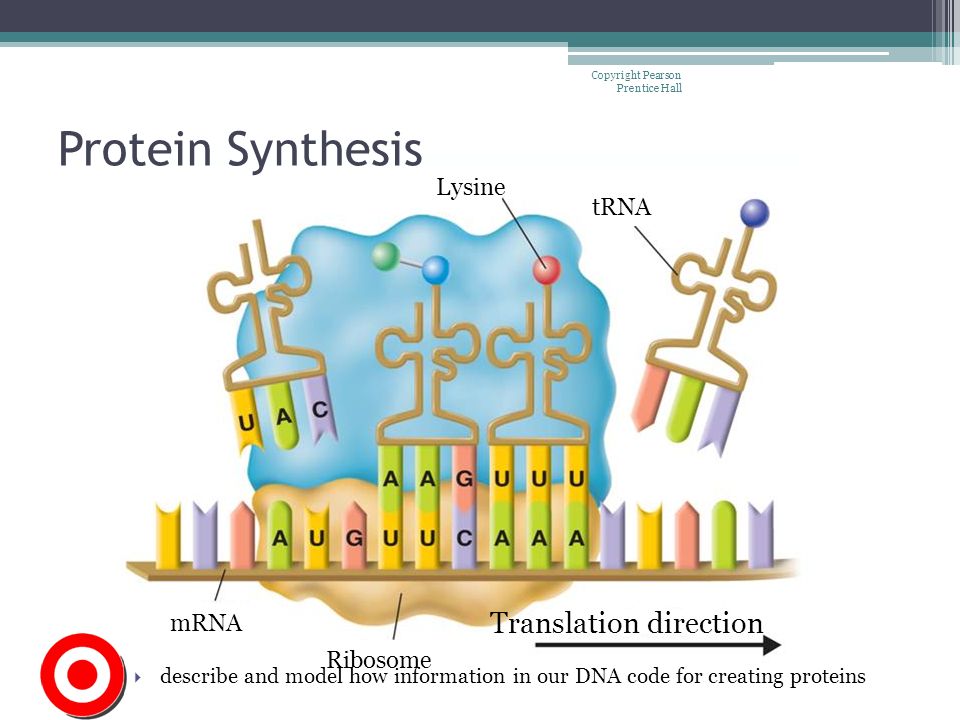 Copyright Pearson
Prentice Hall
Protein Synthesis
Lysine
tRNA
U A C
A A G U U U
A U G U U C A A A
mRNA
Translation direction
Ribosome
describe and model how information in our DNA code for creating proteins